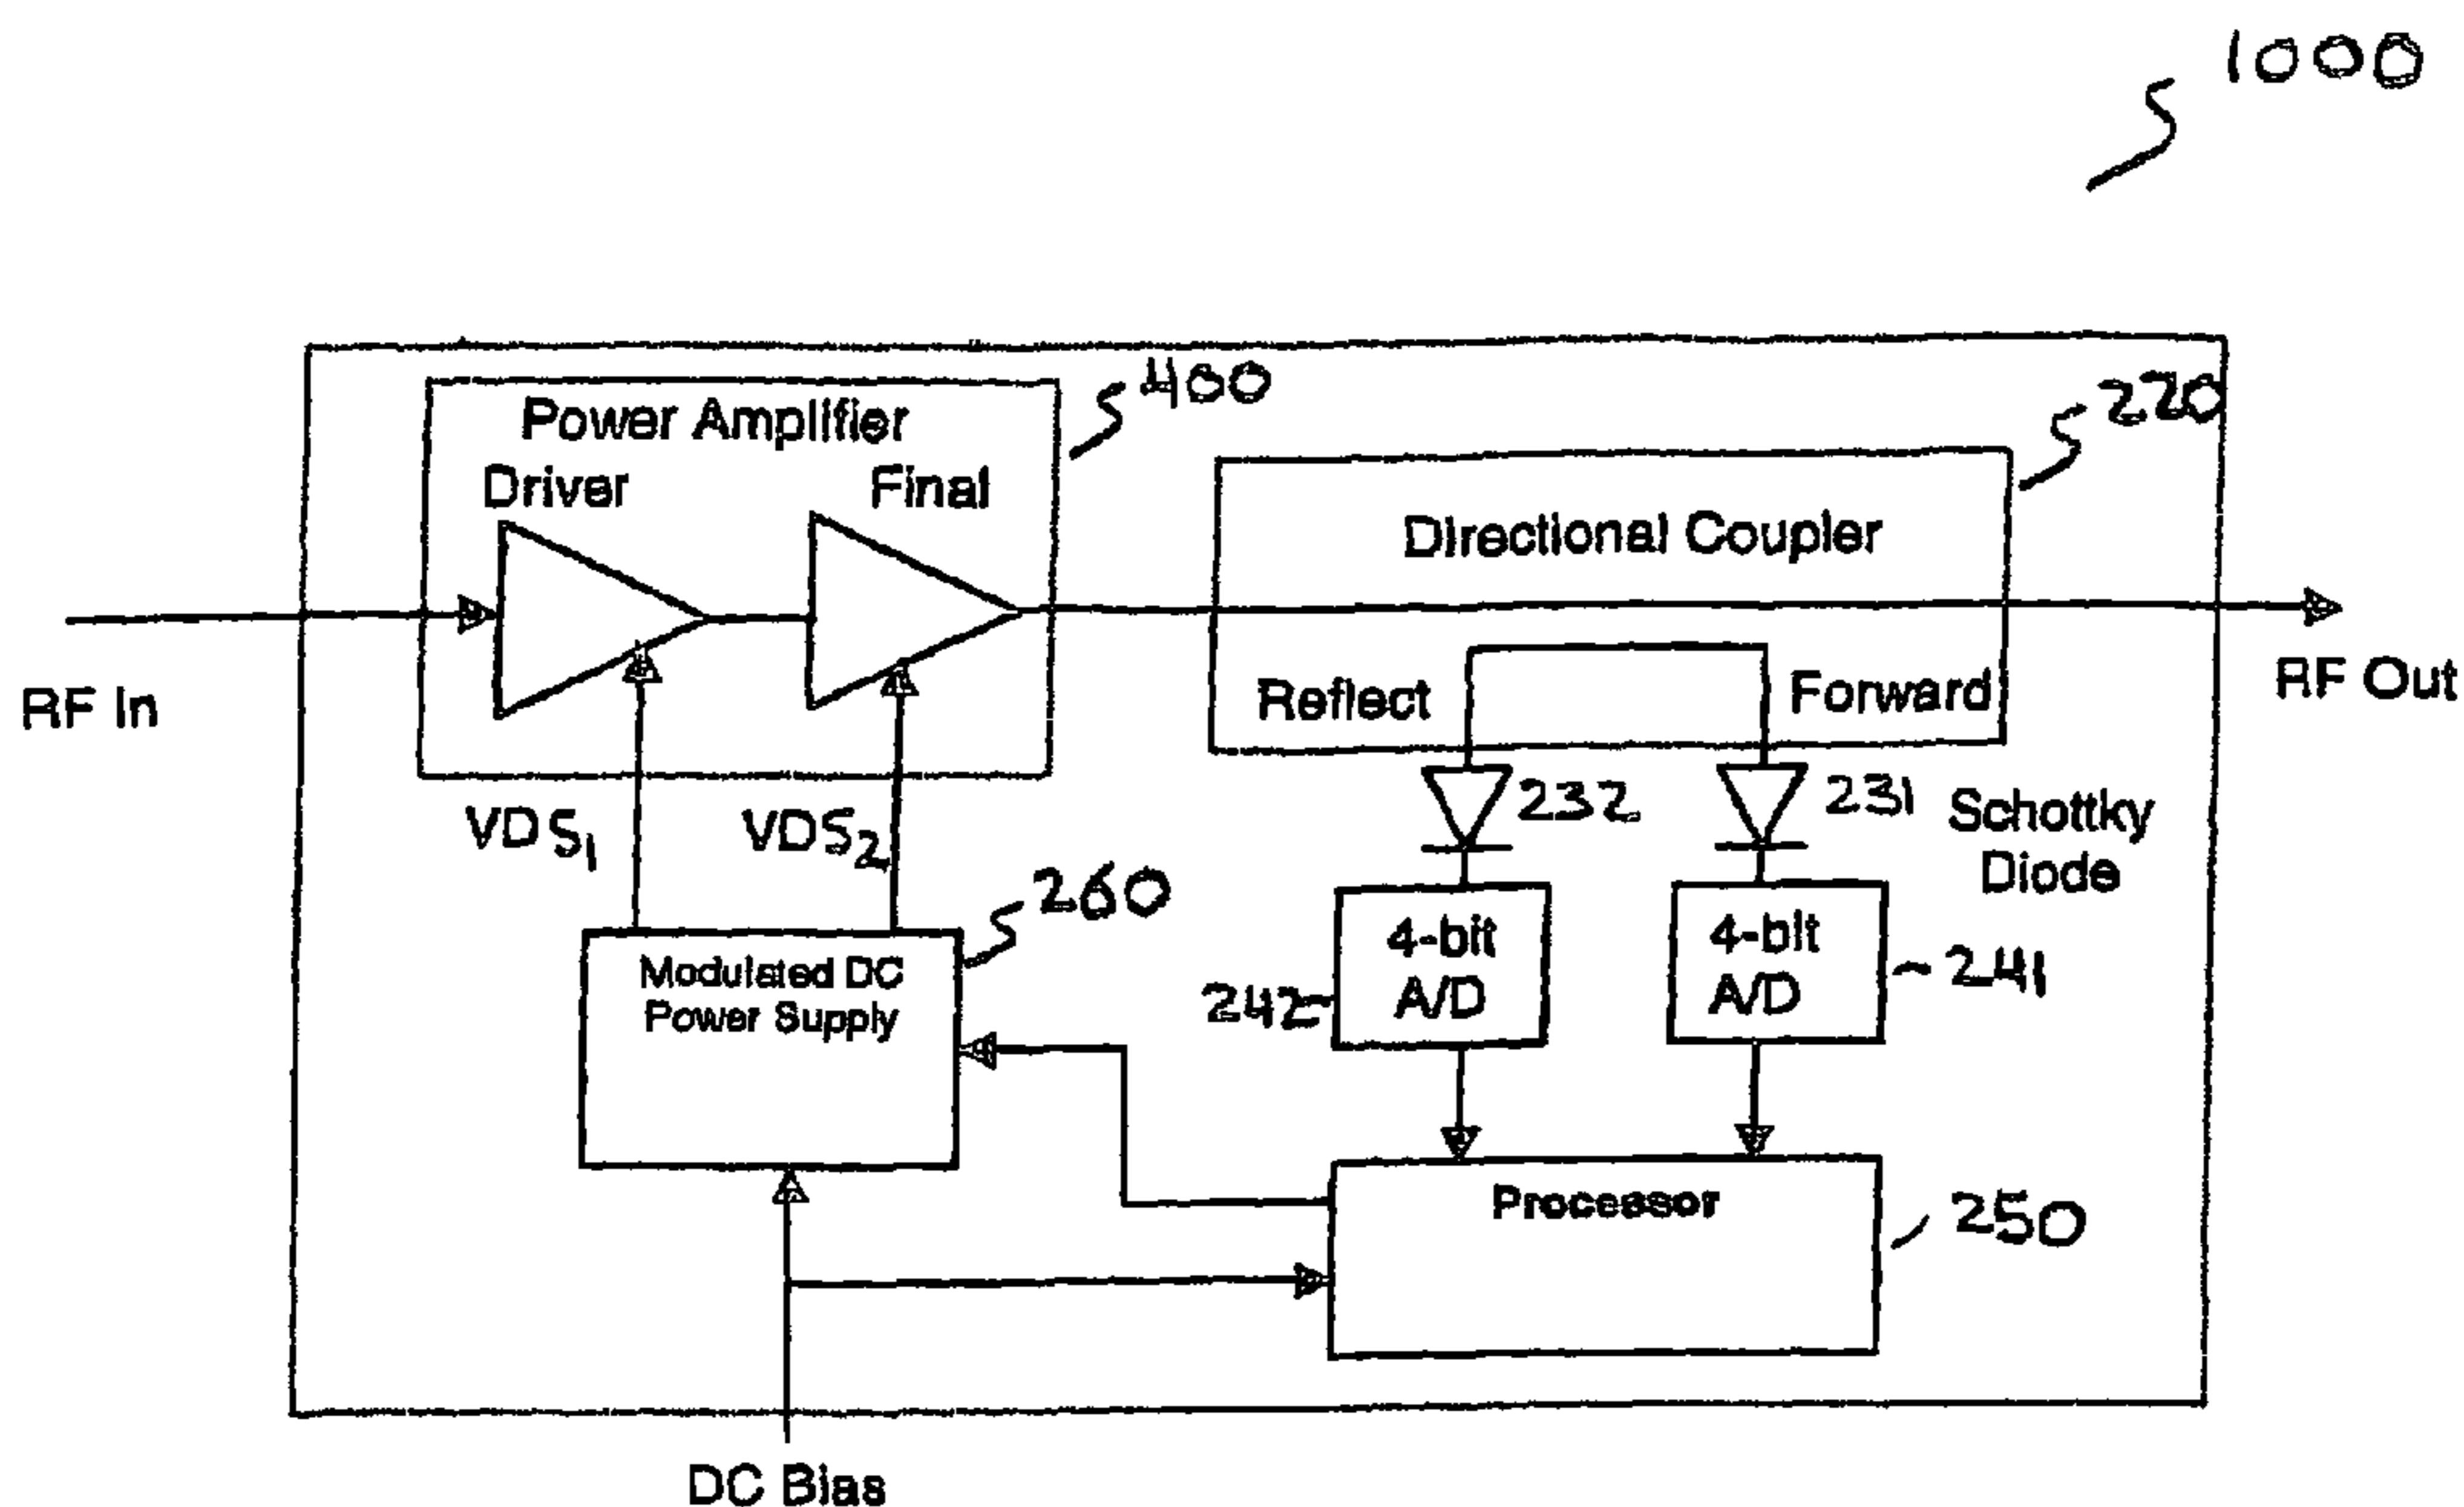 1000
400
Power Amplifier
Driver
Final
220
Directional Coupler
RF In
Reflect
Forward
RF Out
VDS1
VDS2
232
231
Schottky
Diode
260
Modulated DC
Power Supply
4-bit
A/D
242
4-bit
A/D
241
Processor
250
DC Bias